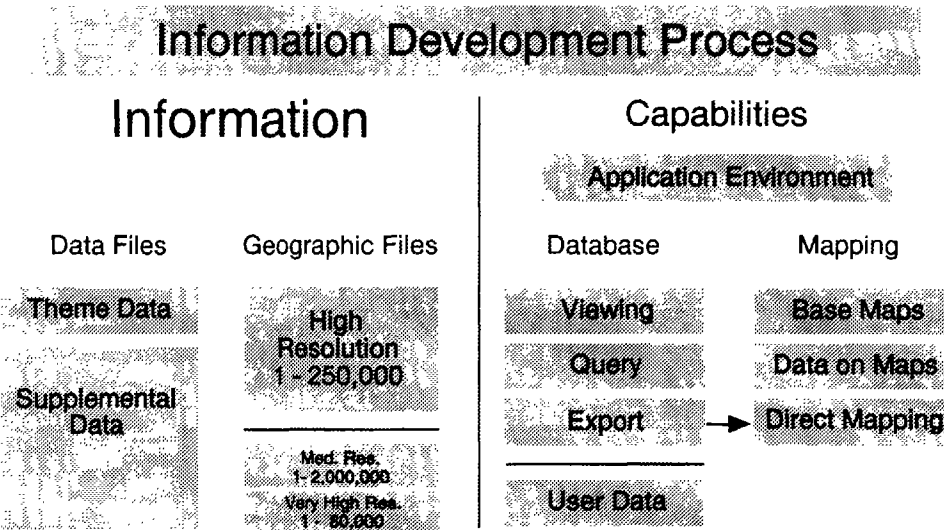 Information Development Process
Information
Data Files
Geographic Files
Theme Data
Supplemental
Data
High
Resolution
1 - 250,000
Med. Res.
1- 2,000,000
Very High Res.
1 - 80,000
Capabilities
Application Environment
Database
Mapping
Viewing
Base Maps
Query
Data on Maps
Export
Direct Mapping
User Data